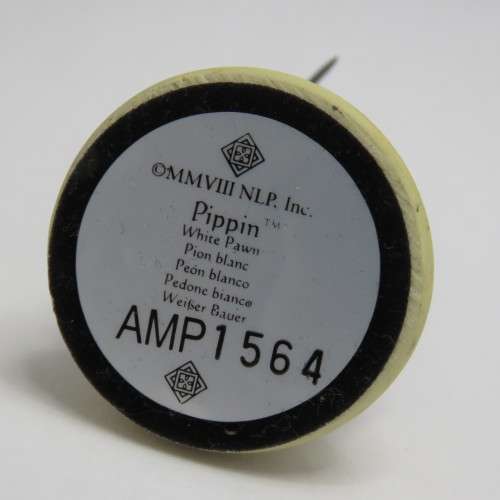 ©MMVIII NLP. Inc.
Pippin™
White Pawn
Pion blanc
Peón blanco
Pedone bianco
Weißer Bauer
AMP1564